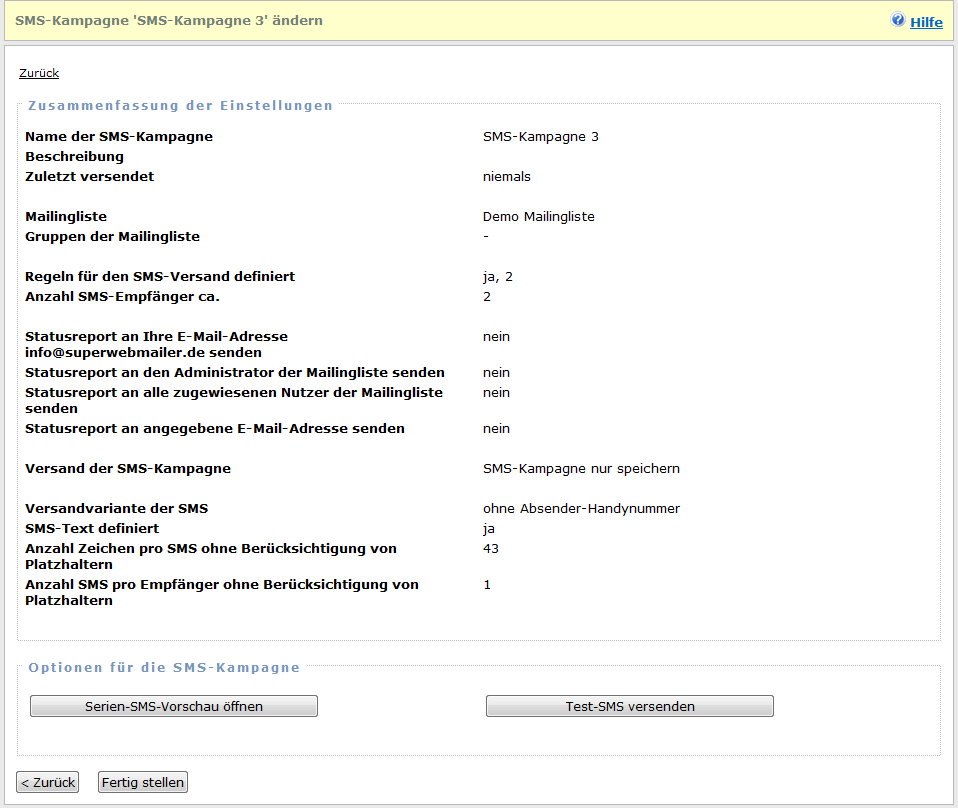 SMS-Kampagne 'SMS-Kampagne 3' ändern
Hilfe
Zurück
Zusammenfassung der Einstellungen
Name der SMS-Kampagne SMS-Kampagne 3
Beschreibung
Zuletzt versendet niemals
Mailingliste Demo Mailingliste
Gruppen der Mailingliste -
Regeln für den SMS-Versand definiert ja, 2
Anzahl SMS-Empfänger ca. 2
Statusreport an Ihre E-Mail-Adresse nein
info@superwebmailer.de senden
Statusreport an den Administrator der Mailingliste senden nein
Statusreport an alle zugewiesenen Nutzer der Mailingliste nein
senden
Statusreport an angegebene E-Mail-Adresse senden nein
Versand der SMS-Kampagne SMS-Kampagne nur speichern
Versandvariante der SMS ohne Absender-Handynummer
SMS-Text definiert ja
Anzahl Zeichen pro SMS ohne Berücksichtigung von 43
Platzhaltern
Anzahl SMS pro Empfänger ohne Berücksichtigung von 1
Platzhaltern
Optionen für die SMS-Kampagne
Serien-SMS-Vorschau öffnen Test-SMS versenden
< Zurück Fertig stellen